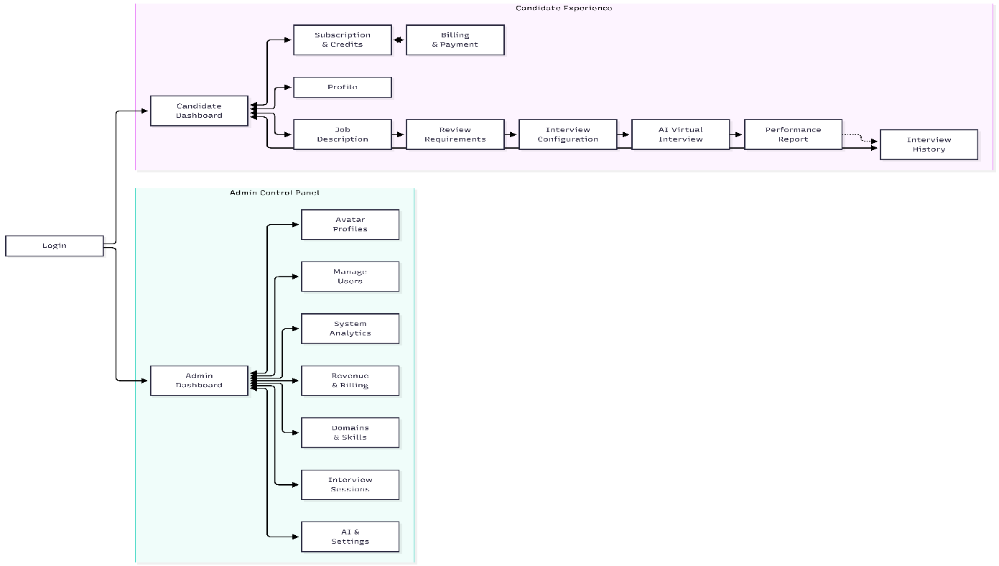 Candidate Experience
Subscription
& Credits
Billing
& Payment
Profile
Candidate
Dashboard
Job
Description
Review
Requirements
Interview
Configuration
AI Virtual
Interview
Performance
Report
Interview
History
Admin Control Panel
Avatar
Profiles
Login
Manage
Users
System
Analytics
Admin
Dashboard
Revenue
& Billing
Domains
& Skills
Interview
Sessions
AI &
Settings